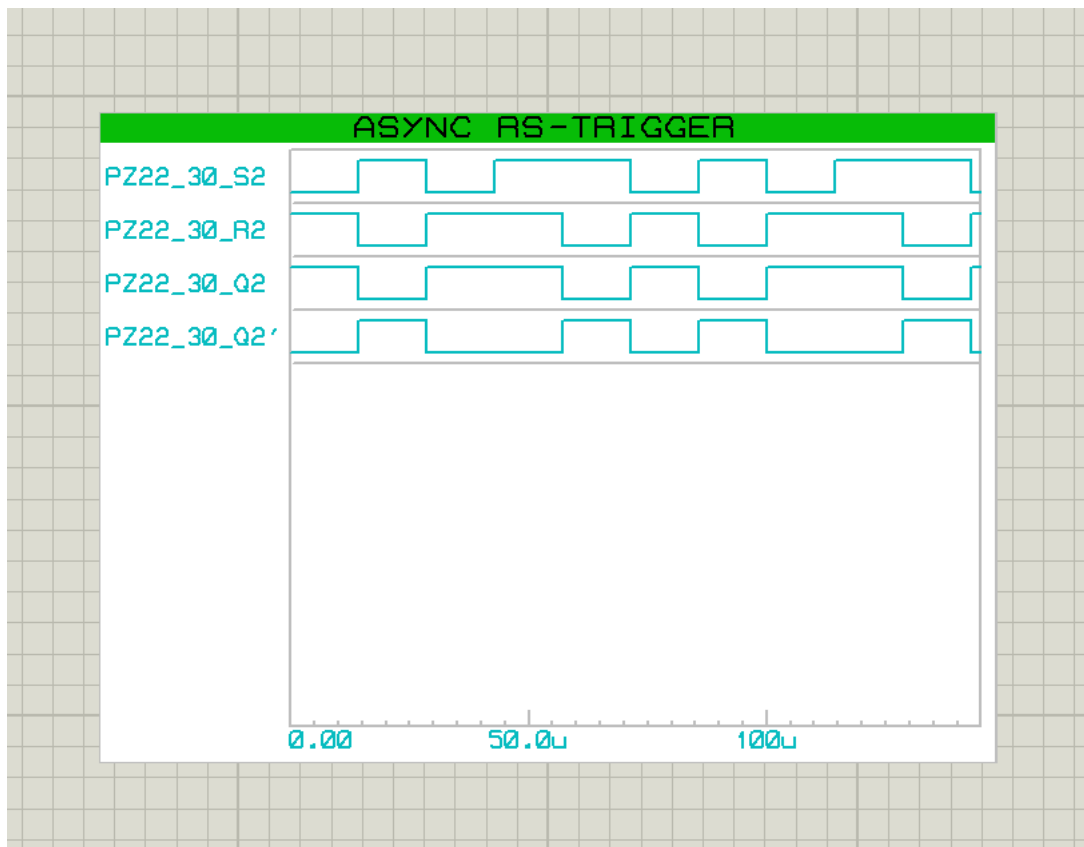 ASYNC RS-TRIGGER
PZ22_30_S2
PZ22_30_R2
PZ22_30_Q2
PZ22_30_Q2'
0.00 50.0u 100u